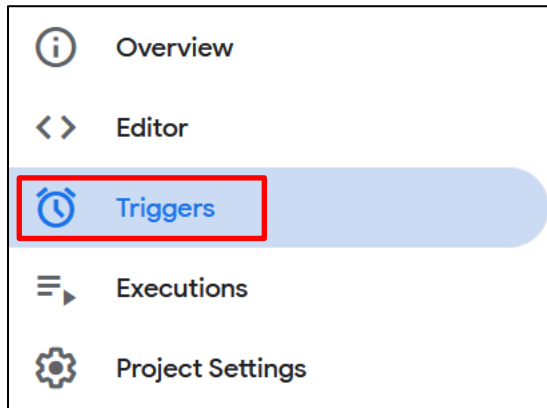 Overview
Editor
Triggers
Executions
Project Settings